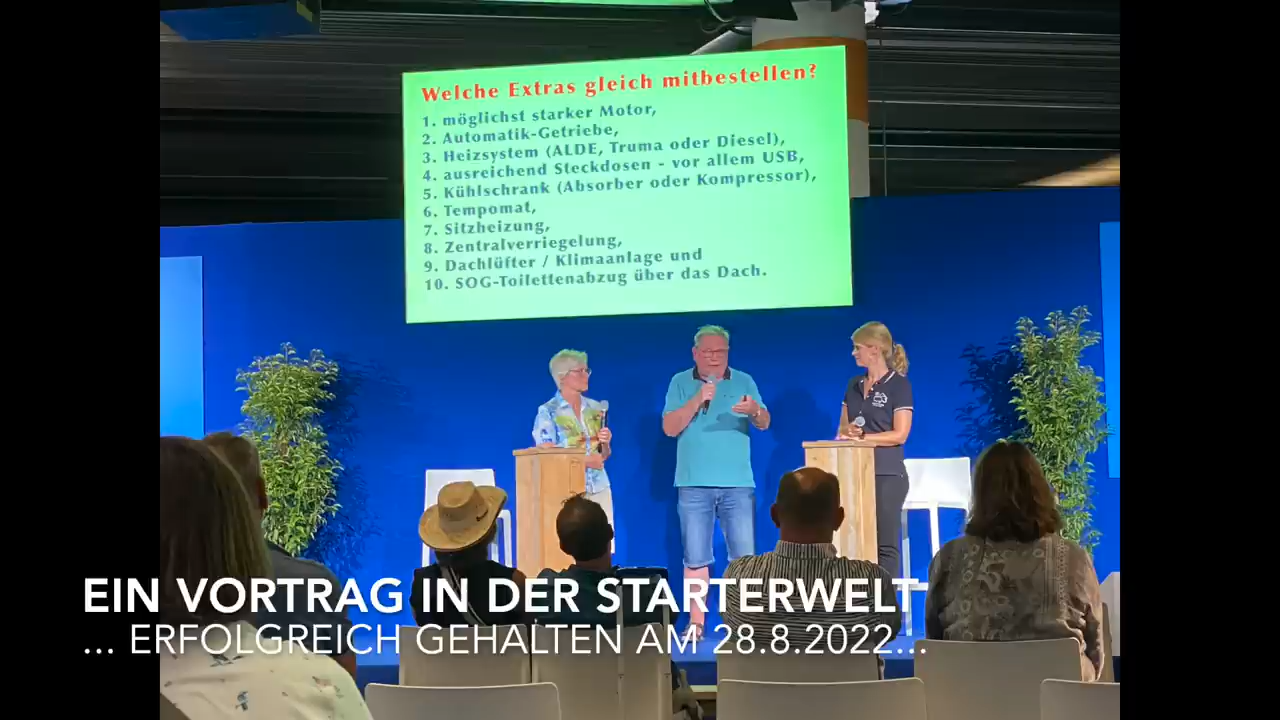 Welche Extras gleich mitbestellen?
1. möglichst starker Motor,
2. Automatik-Getriebe,
3. Heizsystem (ALDE, Truma oder Diesel),
4. ausreichend Steckdosen - vor allem USB,
5. Kühlschrank (Absorber oder Kompressor),
6. Tempomat,
7. Sitzheizung,
8. Zentralverriegelung,
9. Dachlüfter / Klimaanlage und
10. SOG-Toilettenabzug über das Dach.
EIN VORTRAG IN DER STARTERWELT
... ERFOLGREICH GEHALTEN AM 28.8.2022...